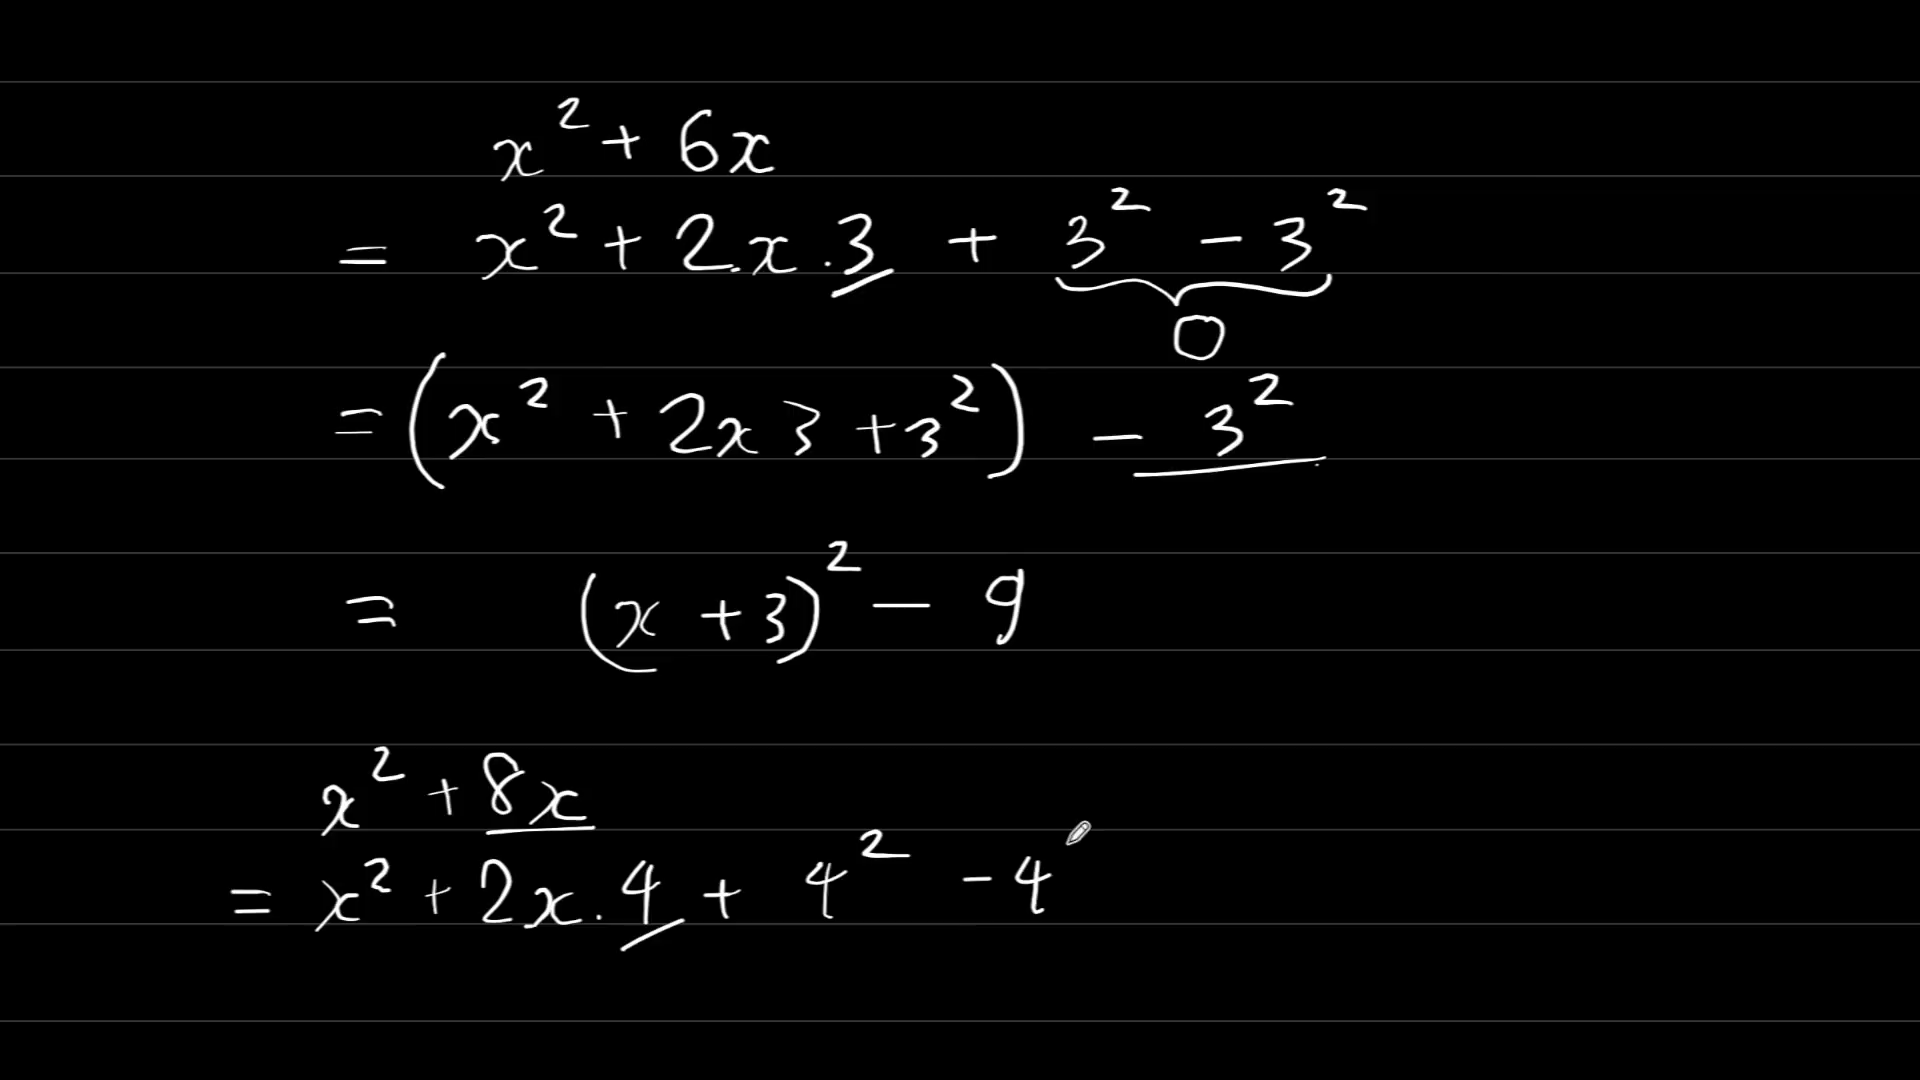 x² + 6x
= x² + 2.x.3 + 3² - 3²
0
= (x² + 2x3 + 3²) - 3²
= (x + 3)² - 9
x² + 8x
= x² + 2x.4 + 4² - 4